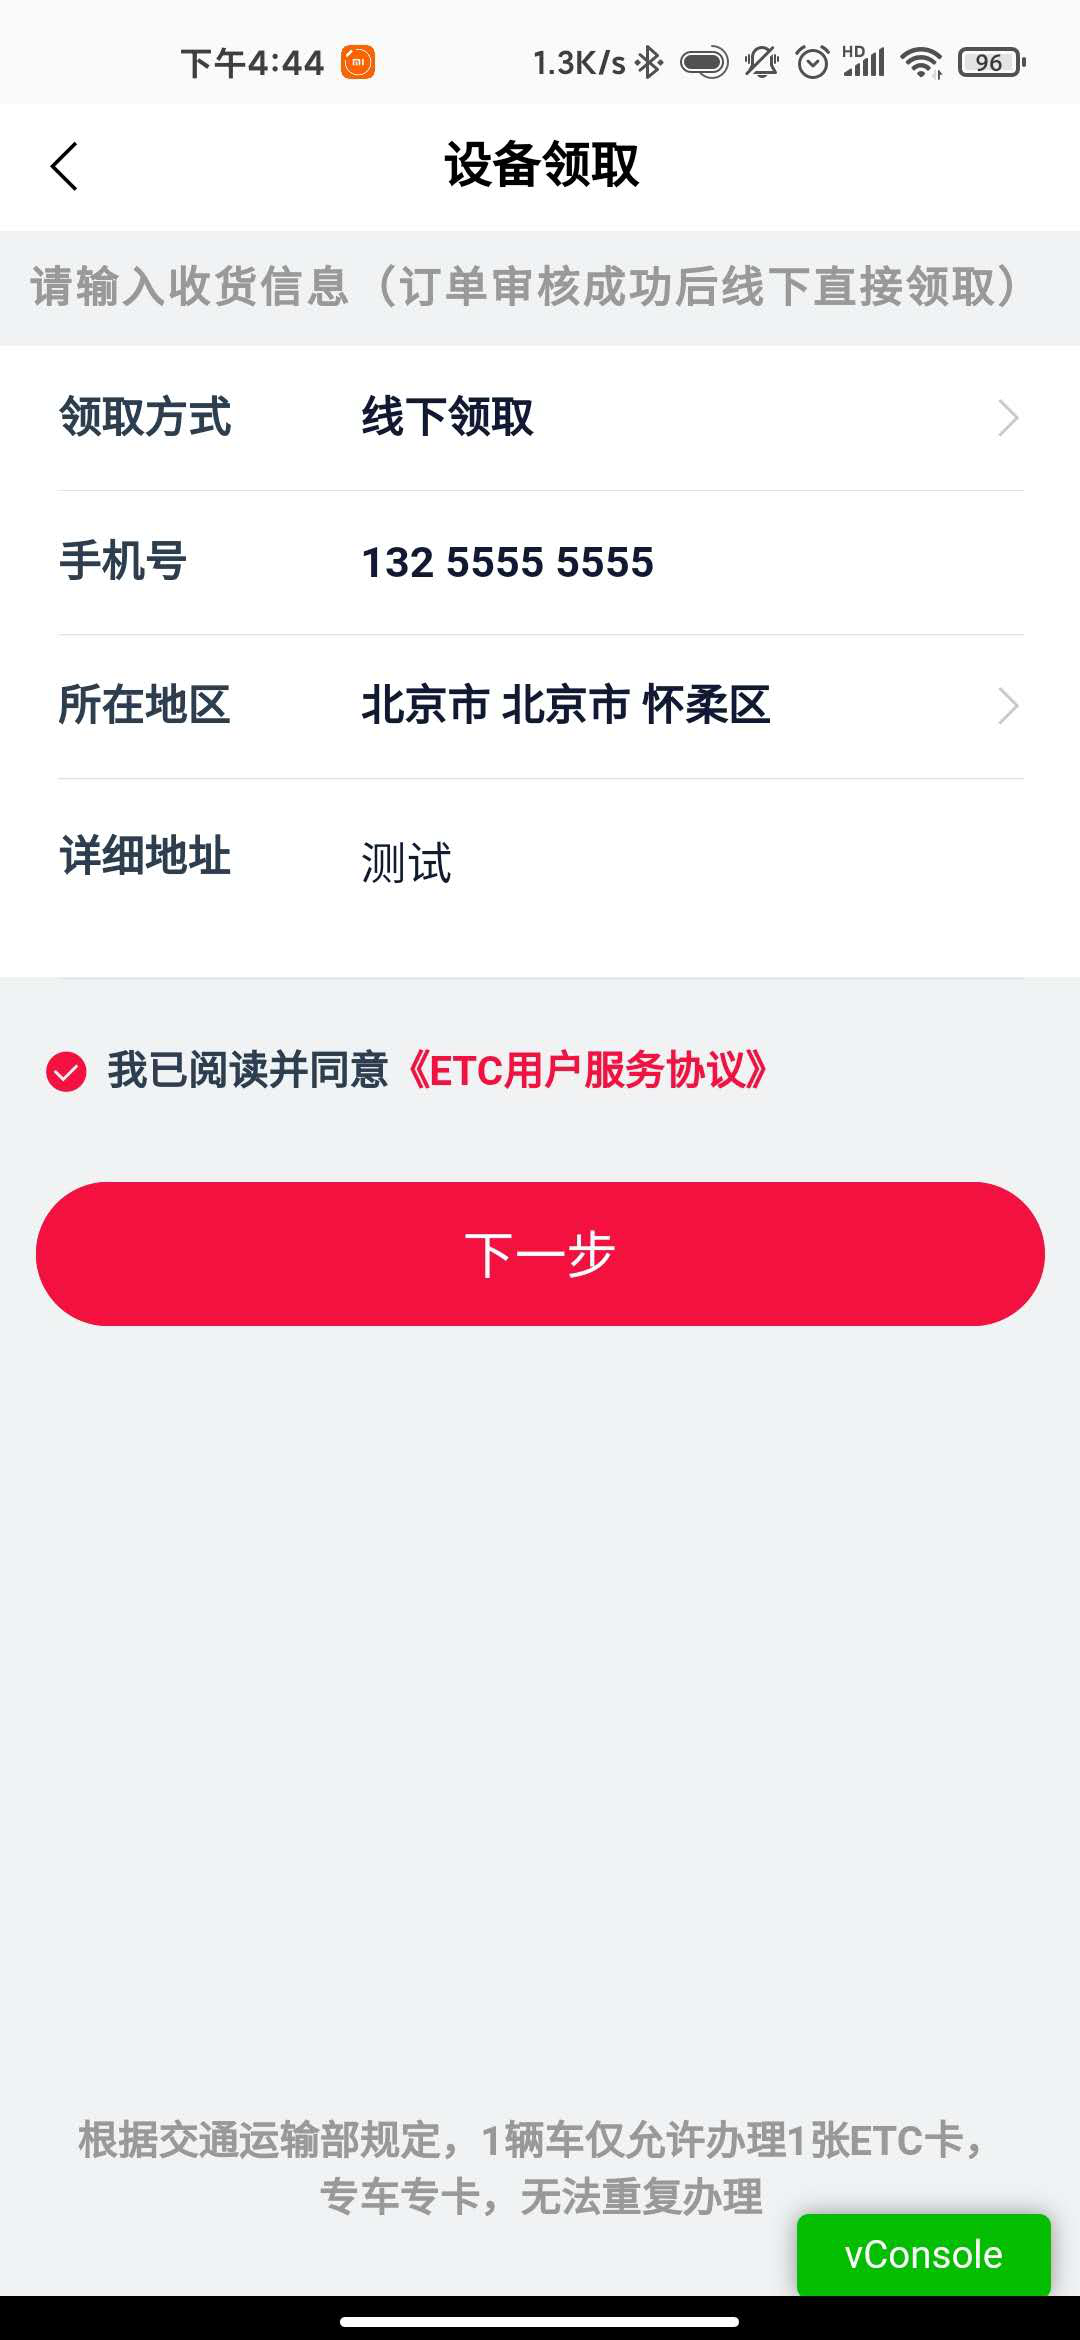 下午4:44
1.3K/s
HD
96
设备领取
请输入收货信息（订单审核成功后线下直接领取）
领取方式 线下领取
手机号 132 5555 5555
所在地区 北京市 北京市 怀柔区
详细地址 测试
我已阅读并同意《ETC用户服务协议》
下一步
根据交通运输部规定，1辆车仅允许办理1张ETC卡，
专车专卡，无法重复办理
vConsole